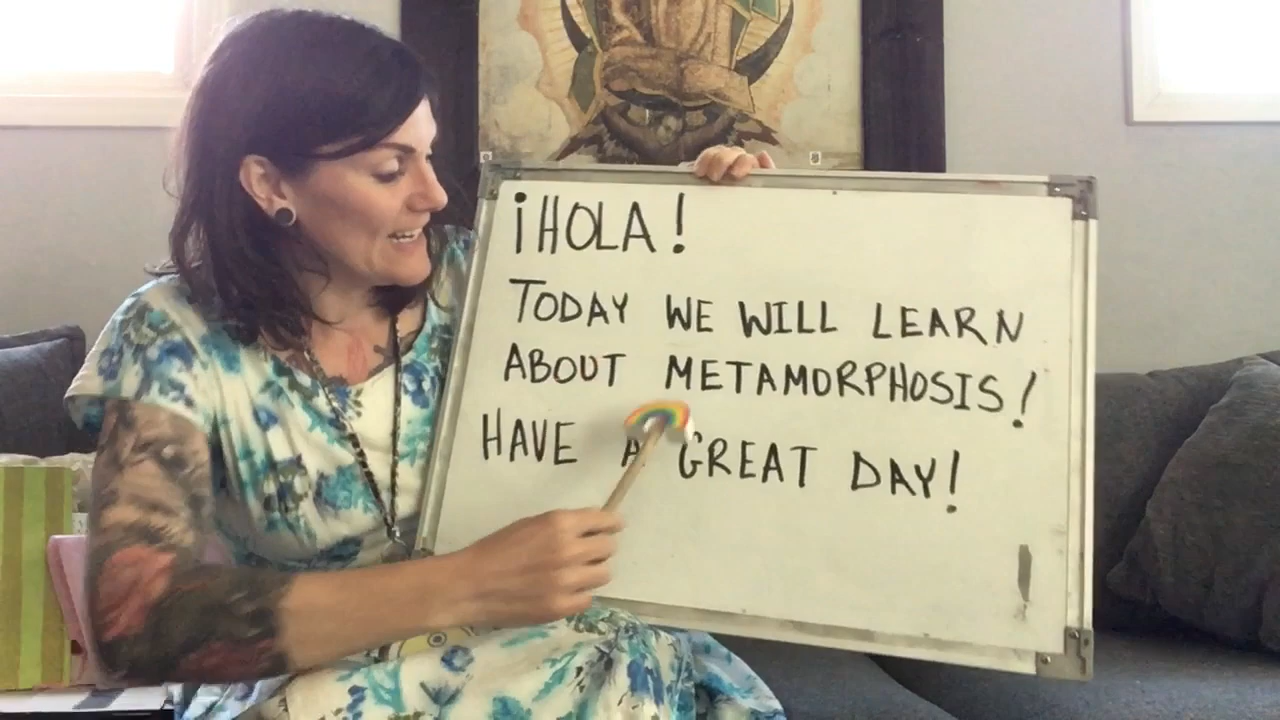 ¡HOLA!
TODAY WE WILL LEARN
ABOUT METAMORPHOSIS!
HAVE A GREAT DAY!